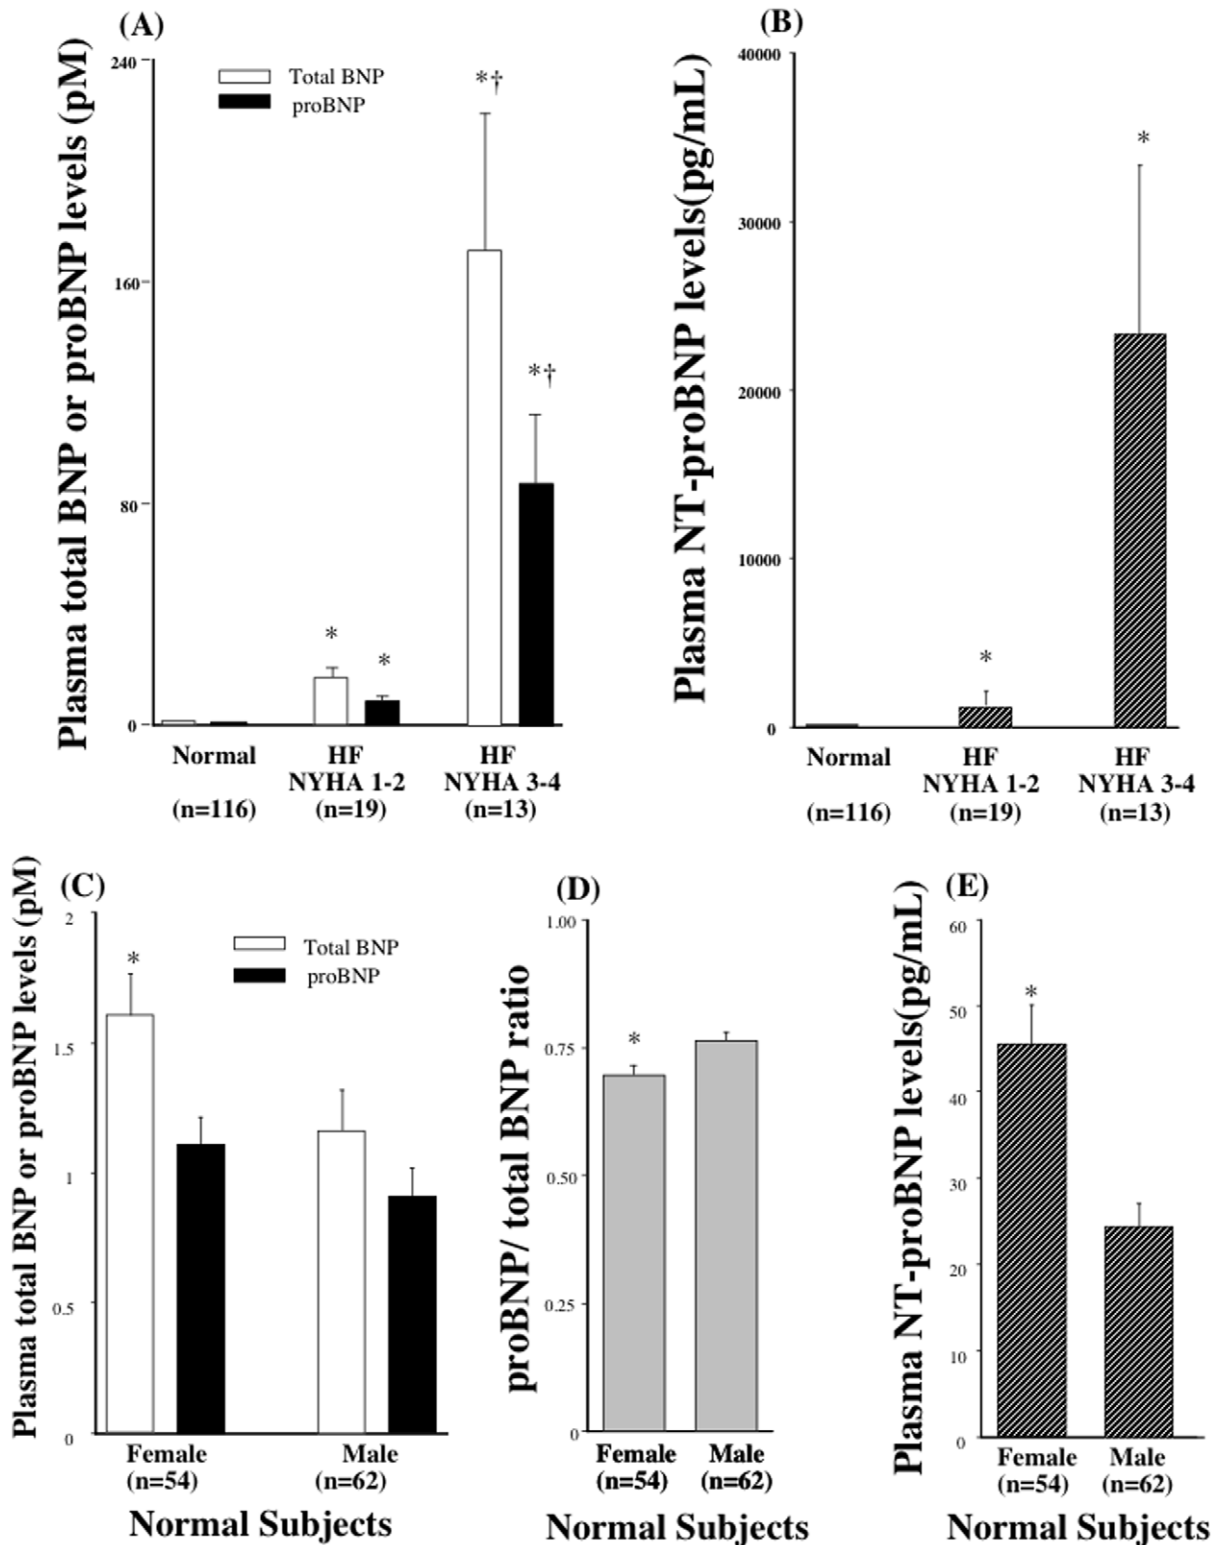 (A)
Plasma total BNP or proBNP levels (pM)
240
160
80
0
Total BNP
proBNP
*†
*†
*
*
Normal
HF
HF
NYHA 1-2
NYHA 3-4
(n=116)
(n=19)
(n=13)
(B)
Plasma NT-proBNP levels(pg/mL)
40000
30000
20000
10000
0
*
*
Normal
HF
HF
NYHA 1-2
NYHA 3-4
(n=116)
(n=19)
(n=13)
(C)
Plasma total BNP or proBNP levels (pM)
2
1.5
1
0.5
0
Total BNP
proBNP
*
Female
Male
(n=54)
(n=62)
Normal Subjects
(D)
proBNP/ total BNP ratio
1.00
0.75
0.50
0.25
0
*
Female
Male
(n=54)
(n=62)
Normal Subjects
(E)
Plasma NT-proBNP levels(pg/mL)
60
50
40
30
20
10
0
*
Female
Male
(n=54)
(n=62)
Normal Subjects